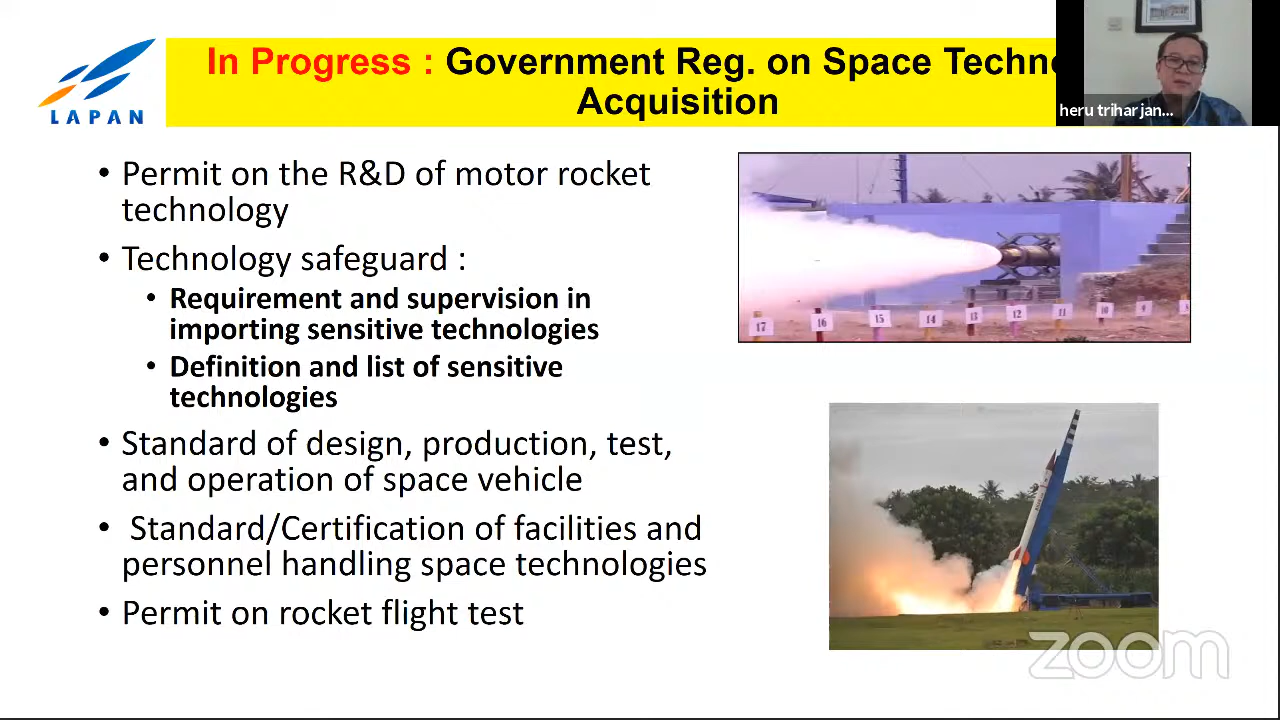 In Progress : Government Reg. on Space Techno
Acquisition
LAPAN
heru triharjan...
• Permit on the R&D of motor rocket
technology
• Technology safeguard :
• Requirement and supervision in
importing sensitive technologies
• Definition and list of sensitive
technologies
• Standard of design, production, test,
and operation of space vehicle
• Standard/Certification of facilities and
personnel handling space technologies
• Permit on rocket flight test
17 16 15 14 13 12 11 10 9
zoom